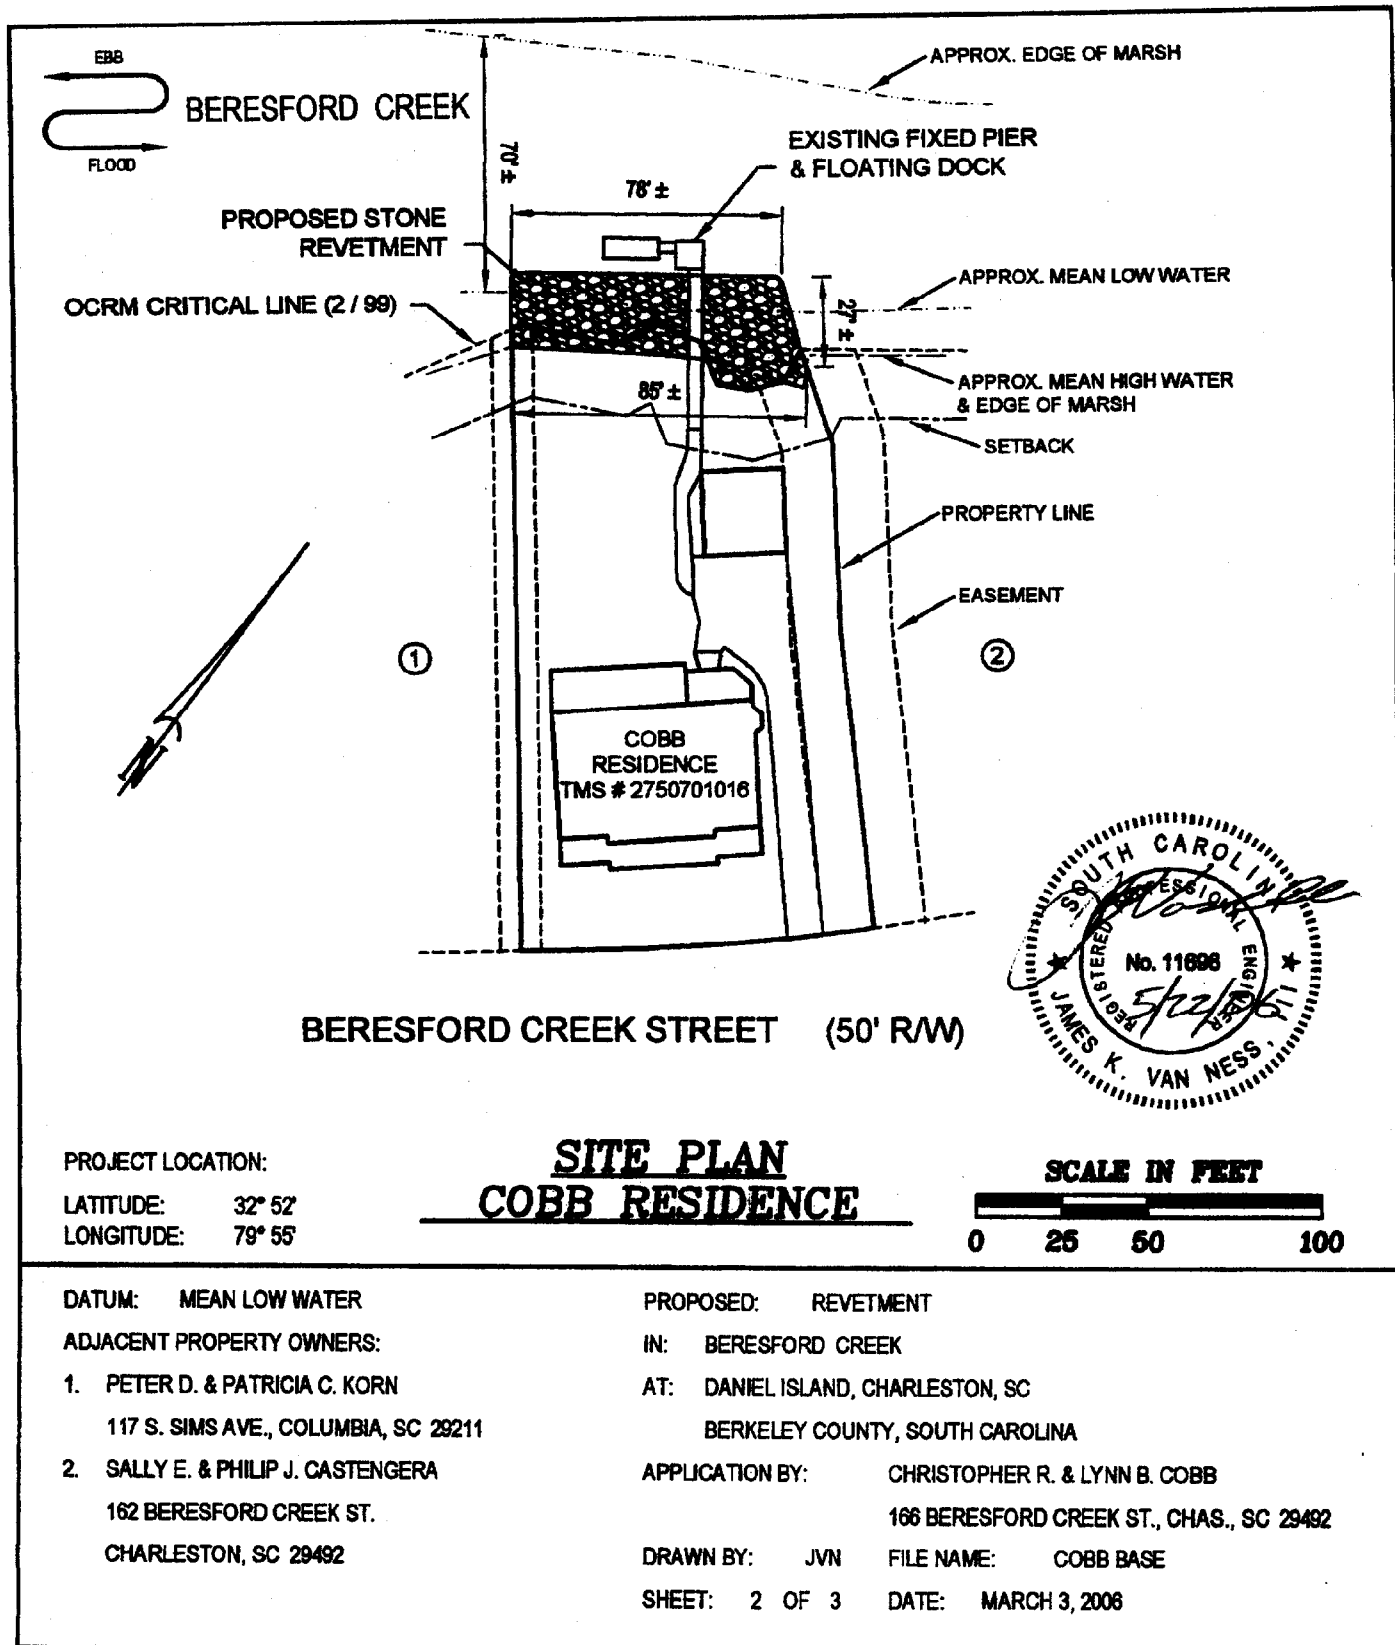 EBB
BERESFORD CREEK
FLOOD
APPROX. EDGE OF MARSH
70' ±
EXISTING FIXED PIER
& FLOATING DOCK
78' ±
PROPOSED STONE
REVETMENT
APPROX. MEAN LOW WATER
OCRM CRITICAL LINE (2 / 99)
27' ±
APPROX. MEAN HIGH WATER
& EDGE OF MARSH
85' ±
SETBACK
PROPERTY LINE
EASEMENT
1
2
N
COBB
RESIDENCE
TMS # 2750701016
SOUTH CAROLINA
REGISTERED PROFESSIONAL ENGINEER
No. 11696
5/22/06
JAMES K. VAN NESS, III
BERESFORD CREEK STREET (50' R/W)
PROJECT LOCATION:
LATITUDE: 32° 52'
LONGITUDE: 79° 55'
SITE PLAN
COBB RESIDENCE
SCALE IN FEET
0 25 50 100
DATUM: MEAN LOW WATER
ADJACENT PROPERTY OWNERS:
1. PETER D. & PATRICIA C. KORN
117 S. SIMS AVE., COLUMBIA, SC 29211
2. SALLY E. & PHILIP J. CASTENGERA
162 BERESFORD CREEK ST.
CHARLESTON, SC 29492
PROPOSED: REVETMENT
IN: BERESFORD CREEK
AT: DANIEL ISLAND, CHARLESTON, SC
BERKELEY COUNTY, SOUTH CAROLINA
APPLICATION BY: CHRISTOPHER R. & LYNN B. COBB
166 BERESFORD CREEK ST., CHAS., SC 29492
DRAWN BY: JVN FILE NAME: COBB BASE
SHEET: 2 OF 3 DATE: MARCH 3, 2006